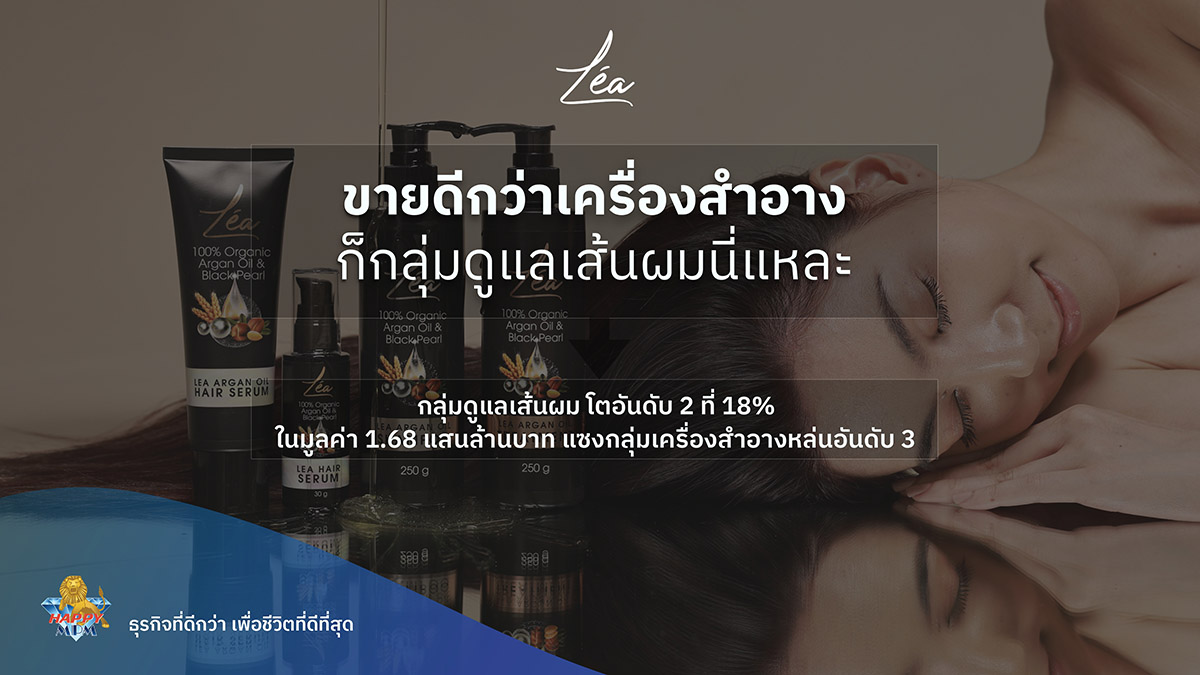 Léa
ขายดีกว่าเครื่องสำอาง
ก็กลุ่มดูแลเส้นผมนี่แหละ
กลุ่มดูแลเส้นผม โตอันดับ 2 ที่ 18%
ในมูลค่า 1.68 แสนล้านบาท แซงกลุ่มเครื่องสำอางหล่นอันดับ 3
Léa
100% Organic
Argan Oil &
Black Pearl
LEA ARGAN OIL
HAIR SERUM
Léa
100% Organic
Argan Oil &
Black Pearl
LEA HAIR
SERUM
30 g
Léa
100% Organic
Argan Oil &
Black Pearl
LEA ARGAN OIL
250 g
Léa
100% Organic
Argan Oil &
Black Pearl
LEA ARGAN OIL
250 g
HAPPY
MPM
ธุรกิจที่ดีกว่า เพื่อชีวิตที่ดีที่สุด